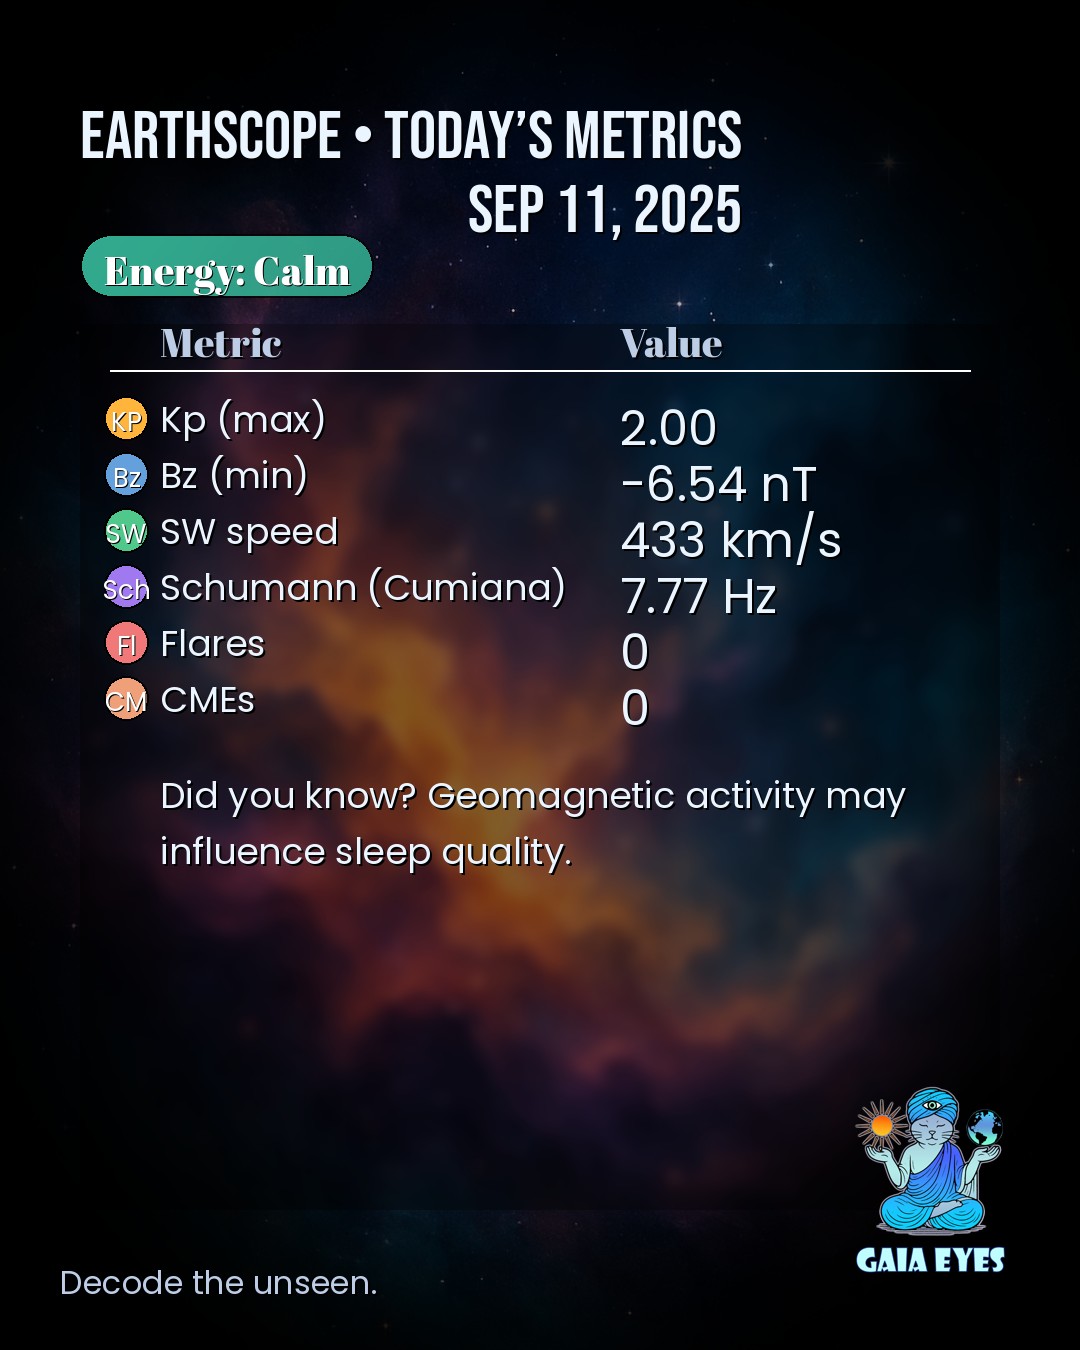 EARTHSCOPE • TODAY’S METRICS
SEP 11, 2025
Energy: Calm
Metric Value
KP Kp (max) 2.00
Bz Bz (min) -6.54 nT
SW SW speed 433 km/s
Sch Schumann (Cumiana) 7.77 Hz
Fl Flares 0
CM CMEs 0
Did you know? Geomagnetic activity may
influence sleep quality.
GAIA EYES
Decode the unseen.